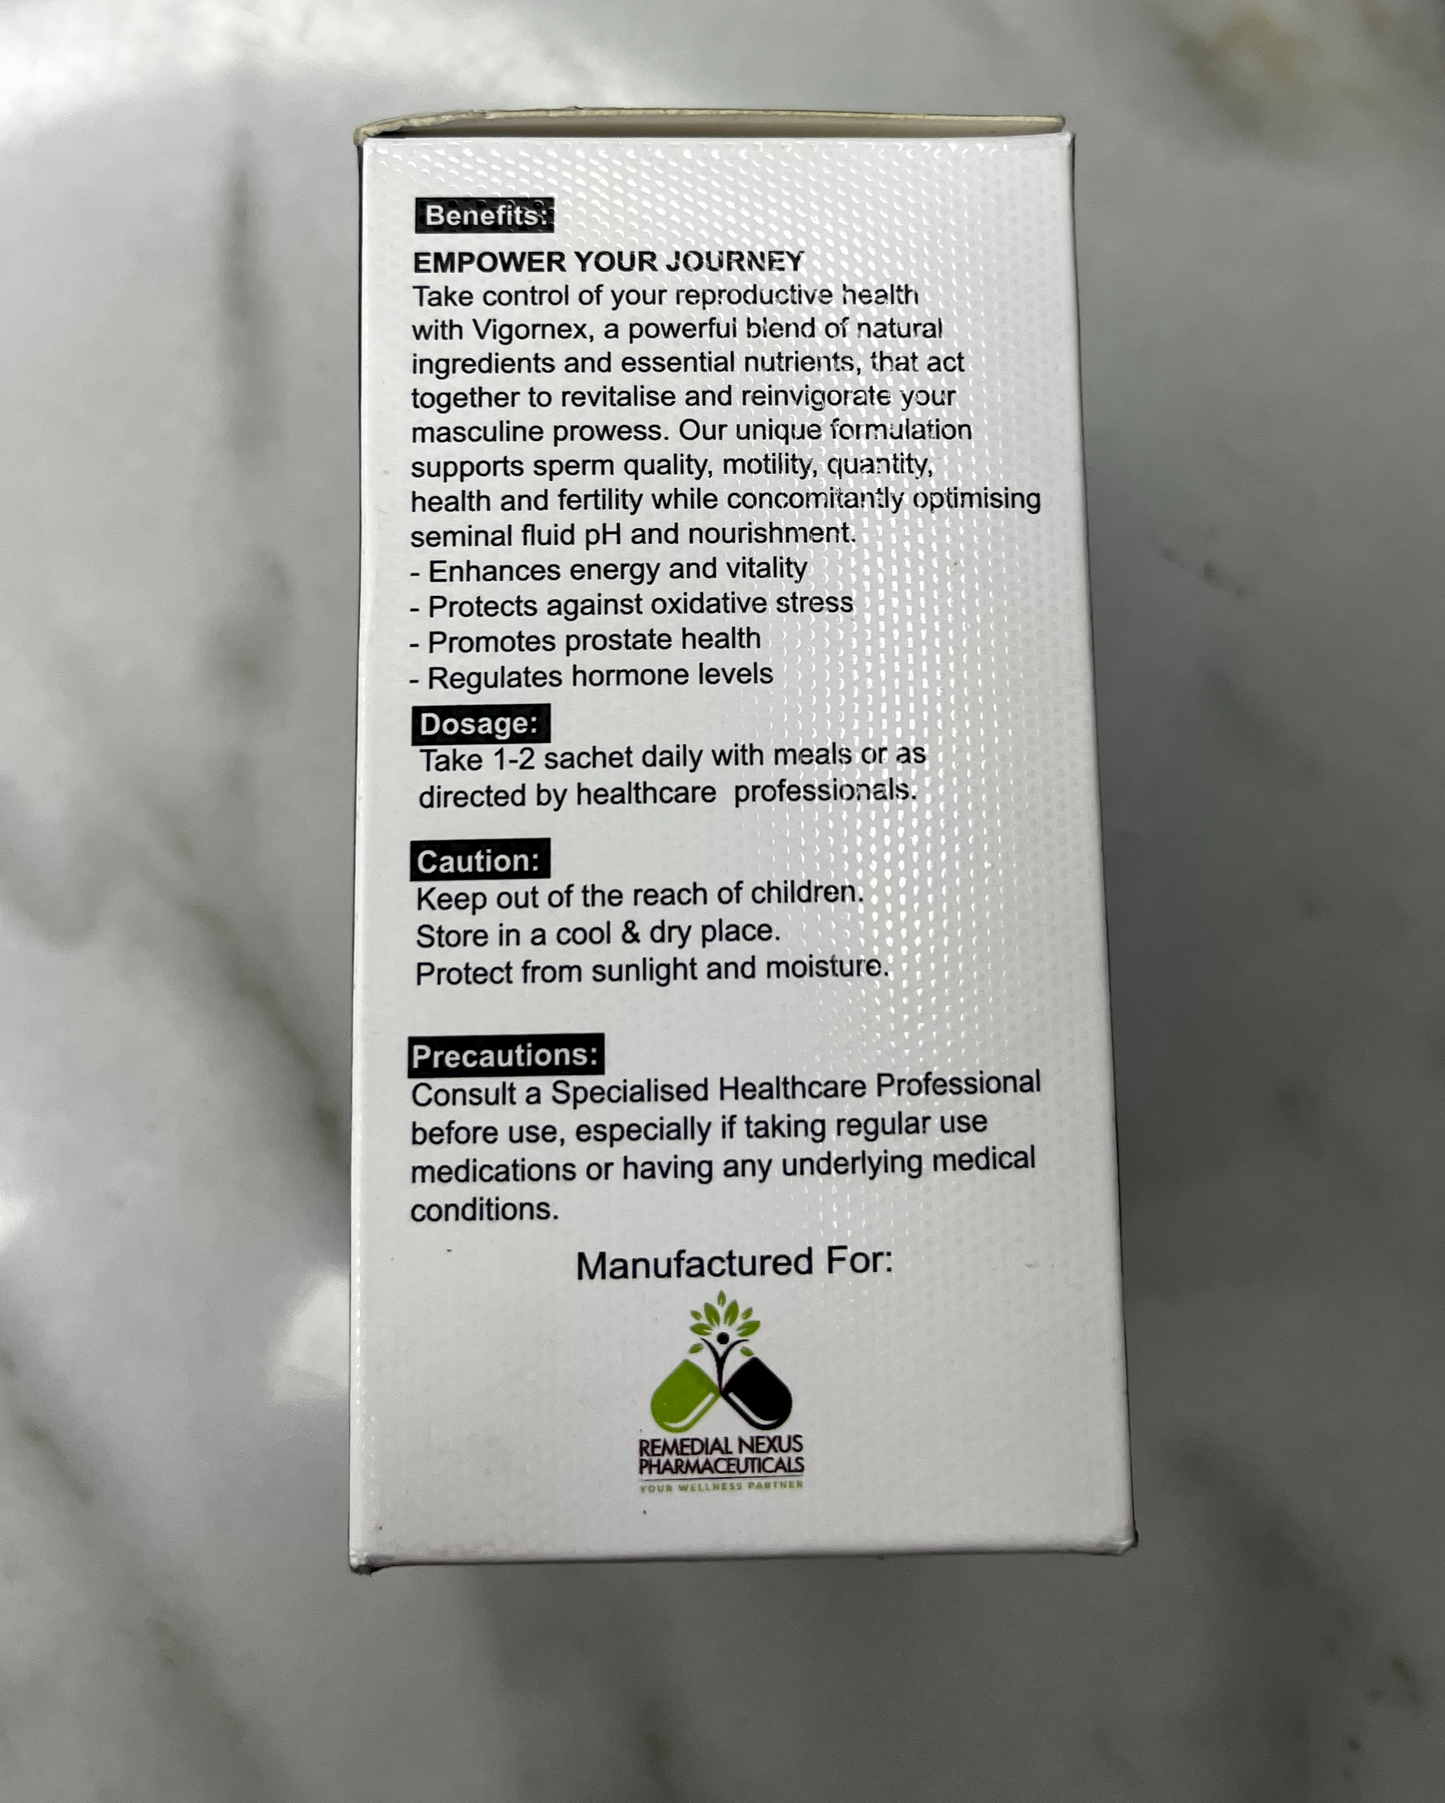 Benefits:
EMPOWER YOUR JOURNEY
Take control of your reproductive health
with Vigornex, a powerful blend of natural
ingredients and essential nutrients, that act
together to revitalise and reinvigorate your
masculine prowess. Our unique formulation
supports sperm quality, motility, quantity,
health and fertility while concomitantly optimising
seminal fluid pH and nourishment.
- Enhances energy and vitality
- Protects against oxidative stress
- Promotes prostate health
- Regulates hormone levels
Dosage:
Take 1-2 sachet daily with meals or as
directed by healthcare professionals.
Caution:
Keep out of the reach of children.
Store in a cool & dry place.
Protect from sunlight and moisture.
Precautions:
Consult a Specialised Healthcare Professional
before use, especially if taking regular use
medications or having any underlying medical
conditions.
Manufactured For:
REMEDIAL NEXUS
PHARMACEUTICALS
YOUR WELLNESS PARTNER